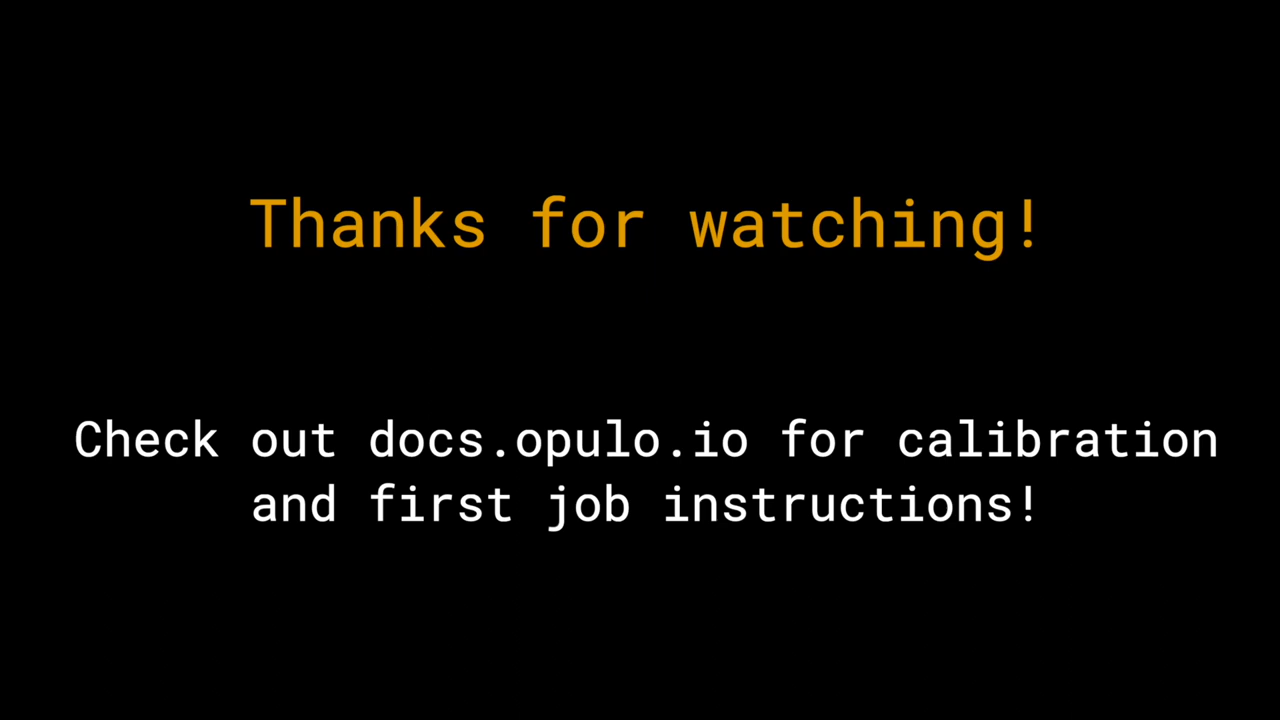 Thanks for watching!
Check out docs.opulo.io for calibration
and first job instructions!